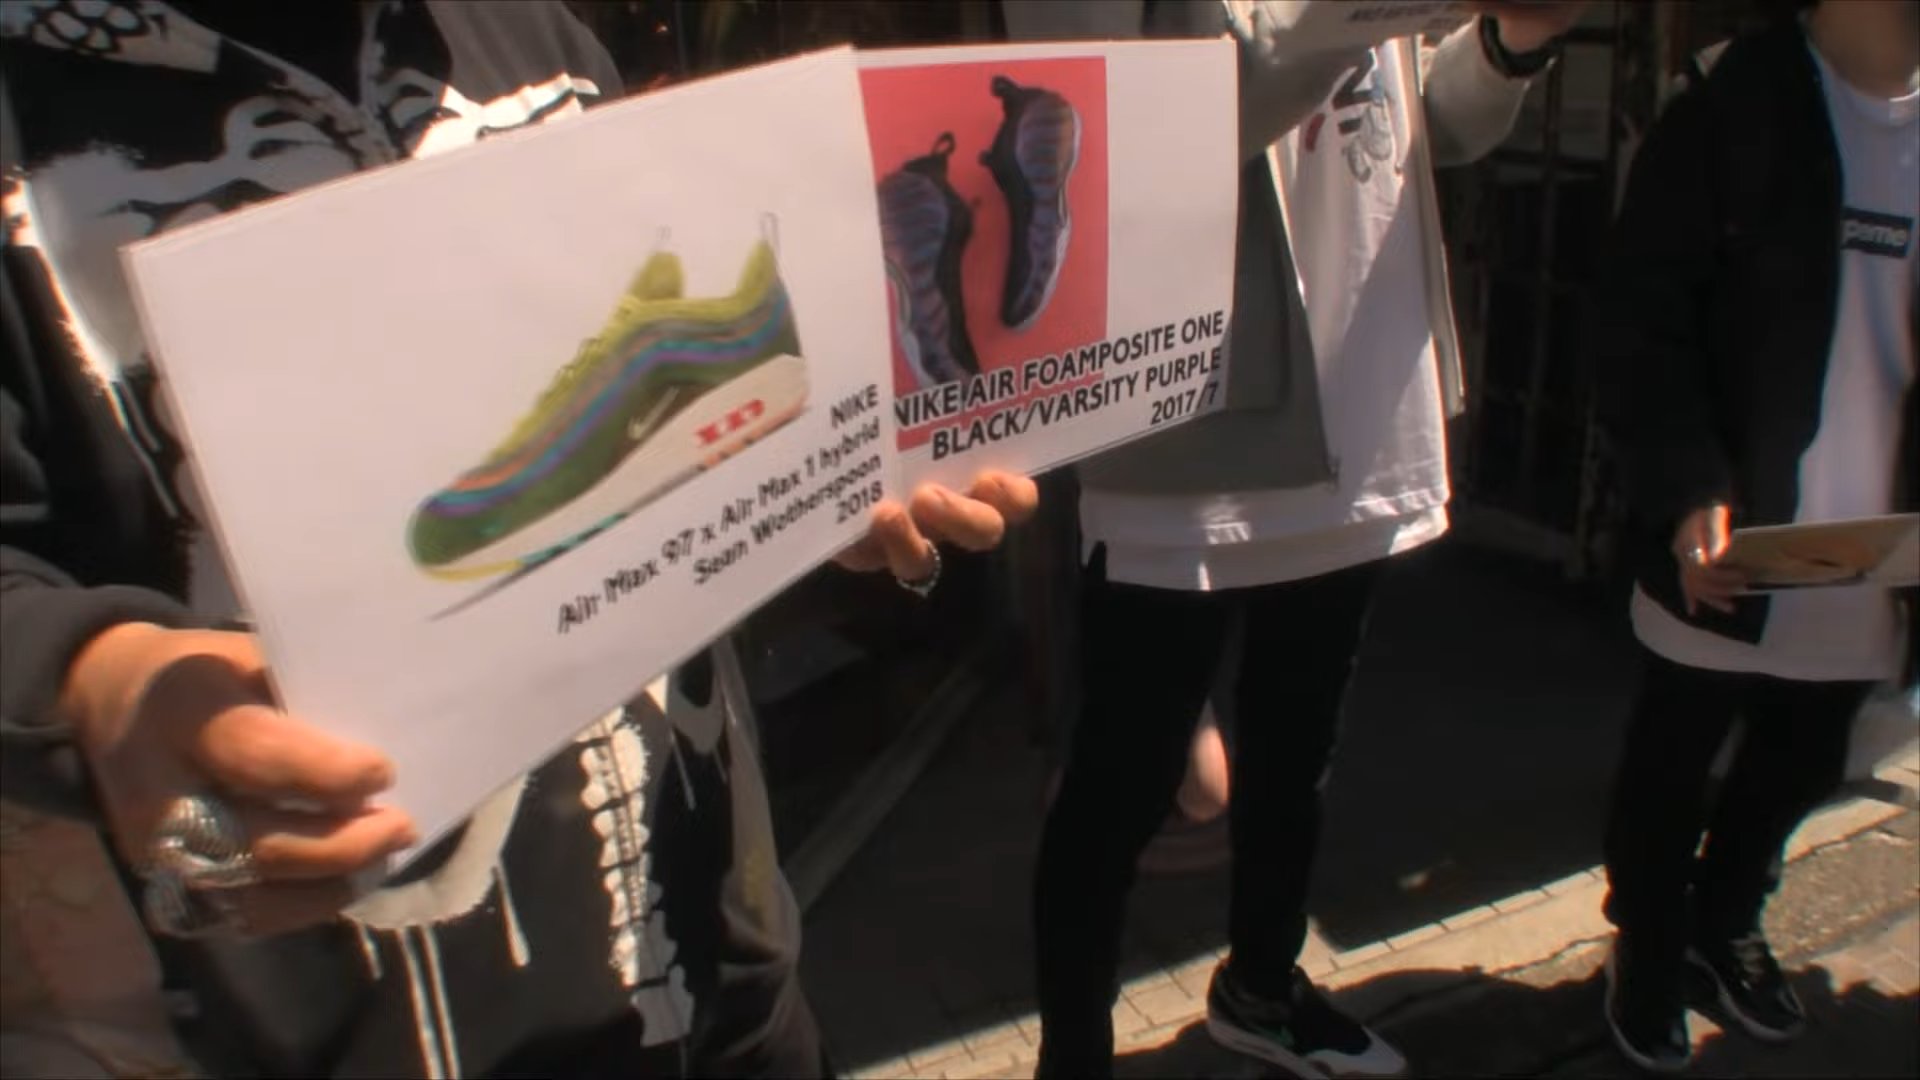 NIKE
Air Max 97 x Air Max 1 hybrid
Sean Wotherspoon
2018
NIKE AIR FOAMPOSITE ONE
BLACK/VARSITY PURPLE
2017/7
preme